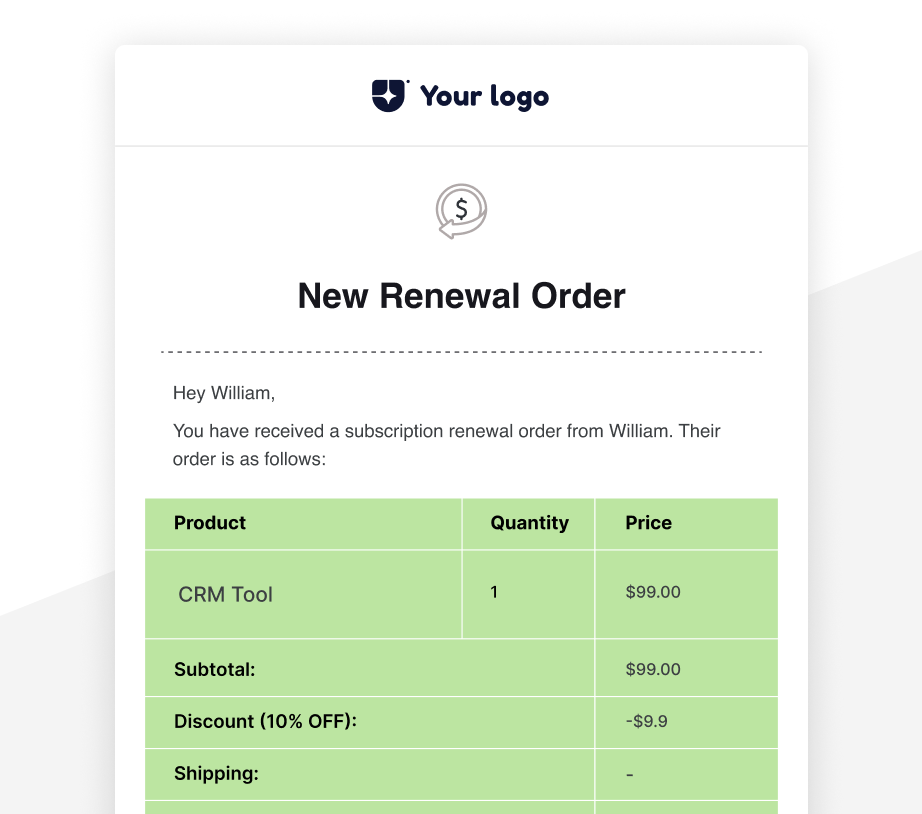 Your logo
$
New Renewal Order
Hey William,
You have received a subscription renewal order from William. Their
order is as follows:
Product Quantity Price
CRM Tool 1 $99.00
Subtotal: $99.00
Discount (10% OFF): -$9.9
Shipping: -